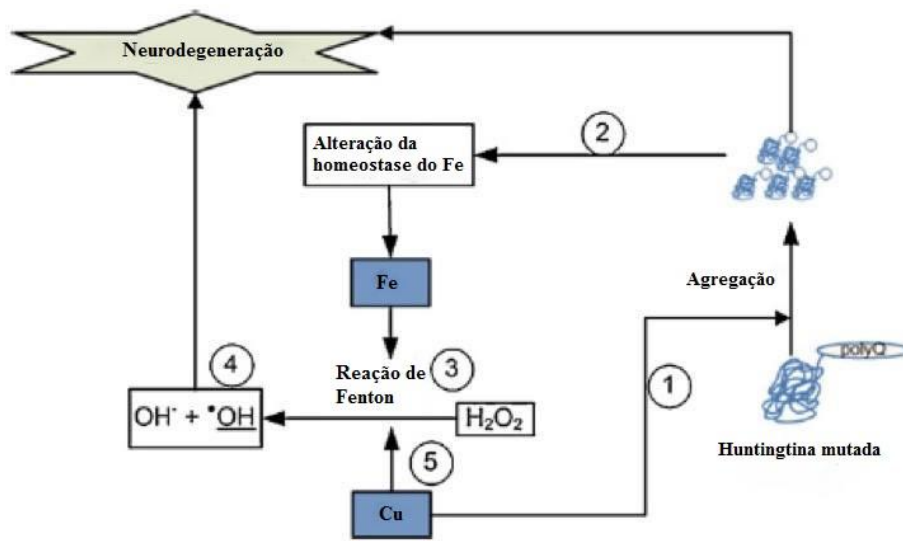 Neurodegeneração
2
Alteração da
homeostase do Fe
Fe
Agregação
polyQ
4
Reação de
Fenton
3
1
OH⁻ + •OH
H₂O₂
Huntingtina mutada
5
Cu